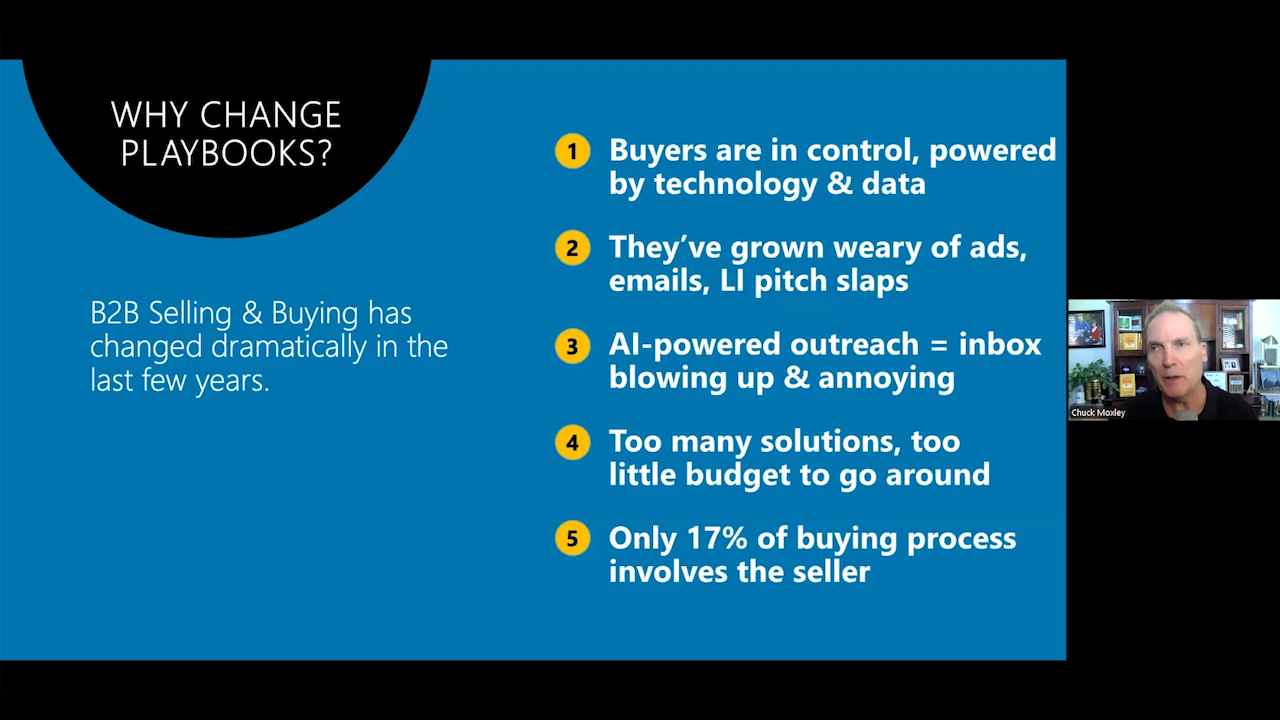 WHY CHANGE
PLAYBOOKS?
B2B Selling & Buying has
changed dramatically in the
last few years.
1 Buyers are in control, powered
by technology & data
2 They’ve grown weary of ads,
emails, LI pitch slaps
3 AI-powered outreach = inbox
blowing up & annoying
4 Too many solutions, too
little budget to go around
5 Only 17% of buying process
involves the seller
Chuck Moxley